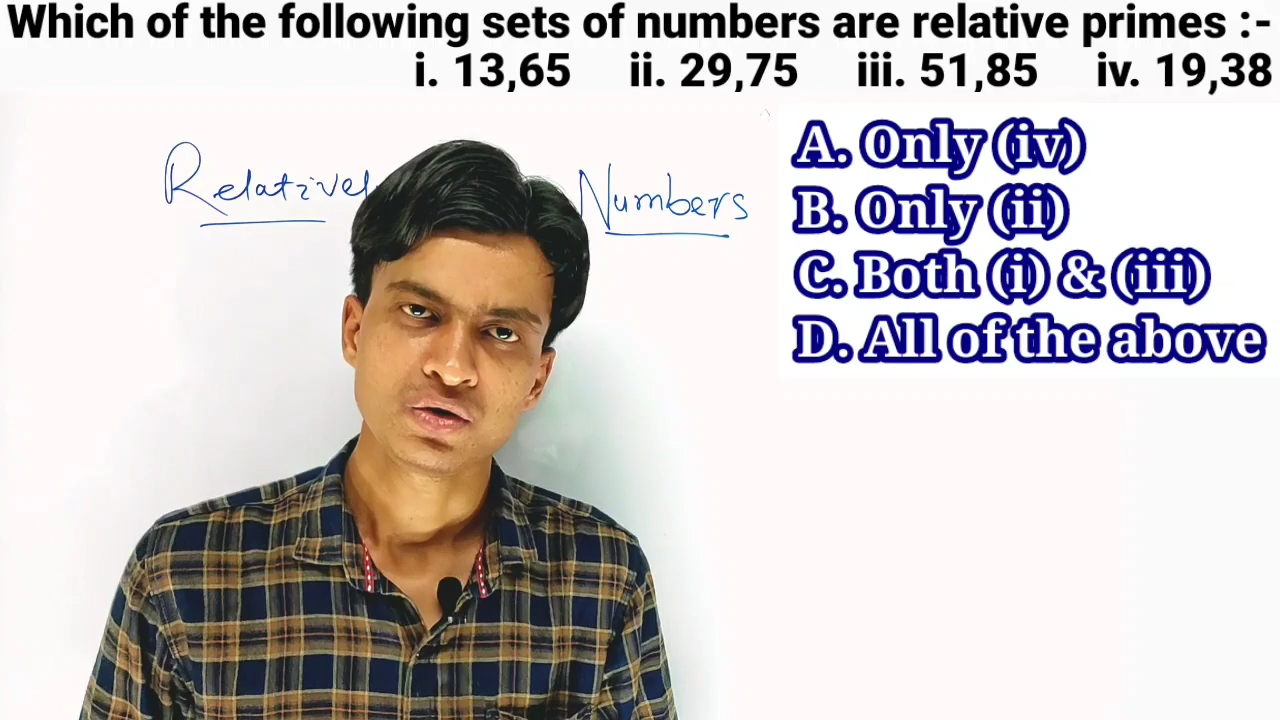 Which of the following sets of numbers are relative primes :-
i. 13,65 ii. 29,75 iii. 51,85 iv. 19,38
A. Only (iv)
B. Only (ii)
C. Both (i) & (iii)
D. All of the above
Numbers